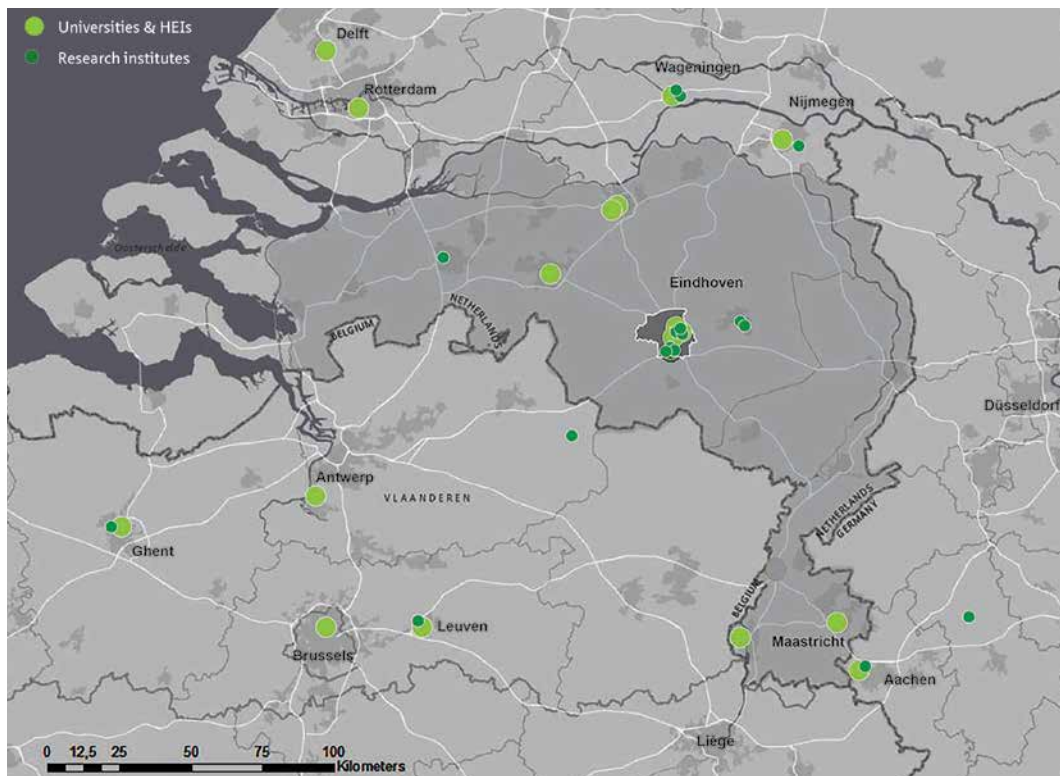 Universities & HEIs
Research institutes
Delft
Rotterdam
Wageningen
Nijmegen
Oosterschelde
Eindhoven
BELGIUM
NETHERLANDS
Düsseldorf
Antwerp
VLAANDEREN
Ghent
NETHERLANDS
GERMANY
BELGIUM
Leuven
Brussels
Maastricht
Aachen
Liège
0 12,5 25 50 75 100
Kilometers